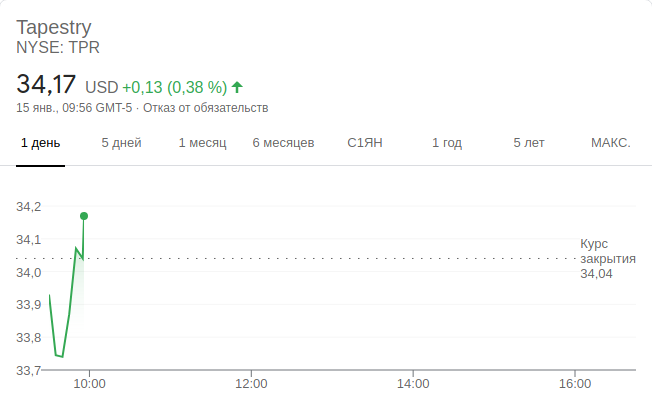 Tapestry
NYSE: TPR
34,17 USD +0,13 (0,38 %)
15 янв., 09:56 GMT-5 · Отказ от обязательств
1 день 5 дней 1 месяц 6 месяцев С1ЯН 1 год 5 лет МАКС.
34,2
34,1
34,0
33,9
33,8
33,7
Курс
закрытия
34,04
10:00 12:00 14:00 16:00